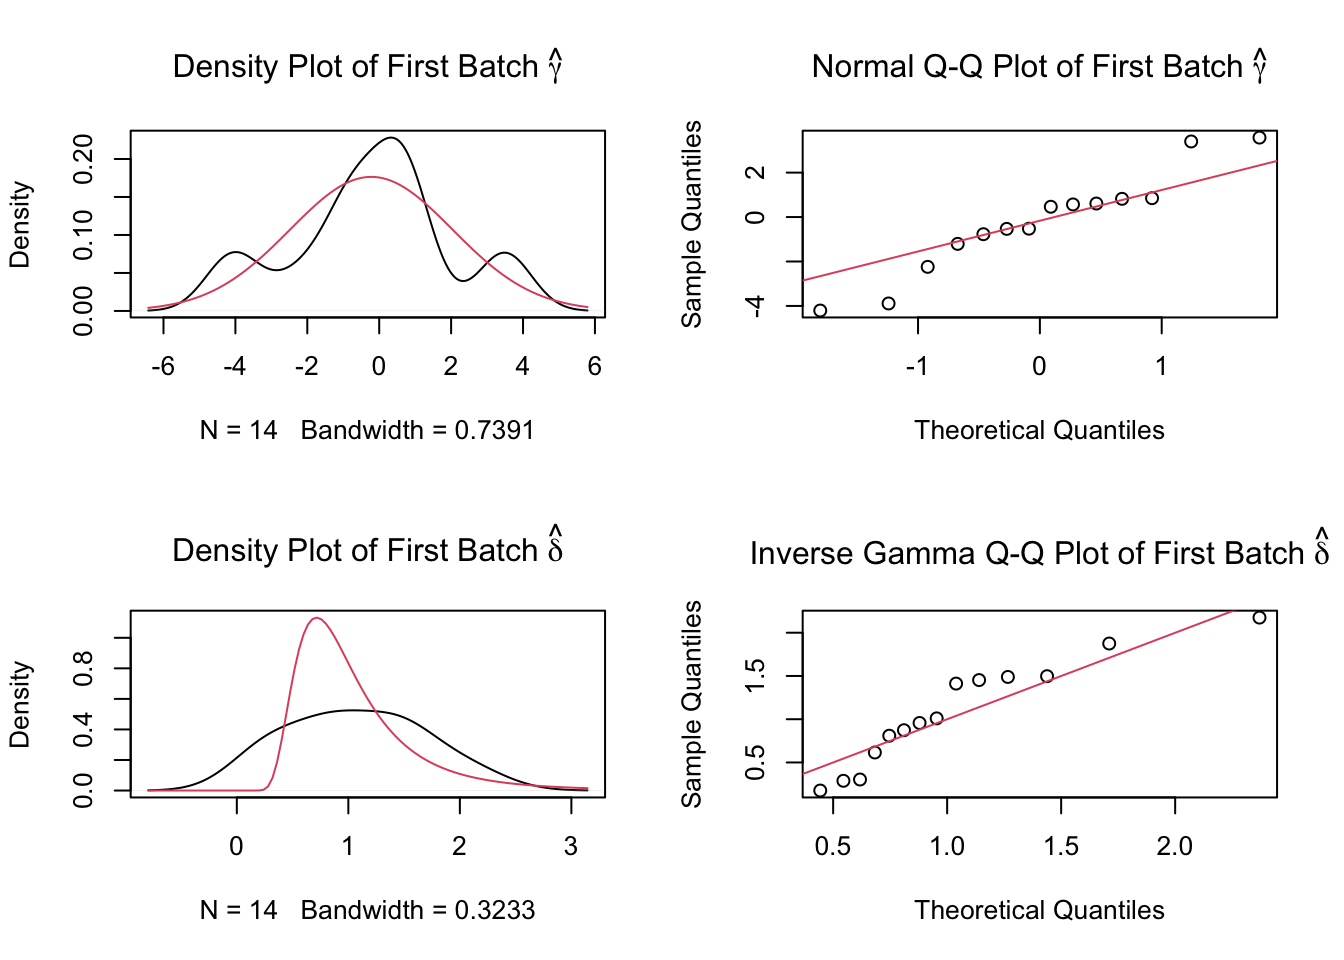 Density Plot of First Batch γ̂
Density
0.00 0.10 0.20
-6 -4 -2 0 2 4 6
N = 14 Bandwidth = 0.7391
Normal Q-Q Plot of First Batch γ̂
Sample Quantiles
-4 0 2
-1 0 1
Theoretical Quantiles
Density Plot of First Batch δ̂
Density
0.0 0.4 0.8
0 1 2 3
N = 14 Bandwidth = 0.3233
Inverse Gamma Q-Q Plot of First Batch δ̂
Sample Quantiles
0.5 1.5
0.5 1.0 1.5 2.0
Theoretical Quantiles